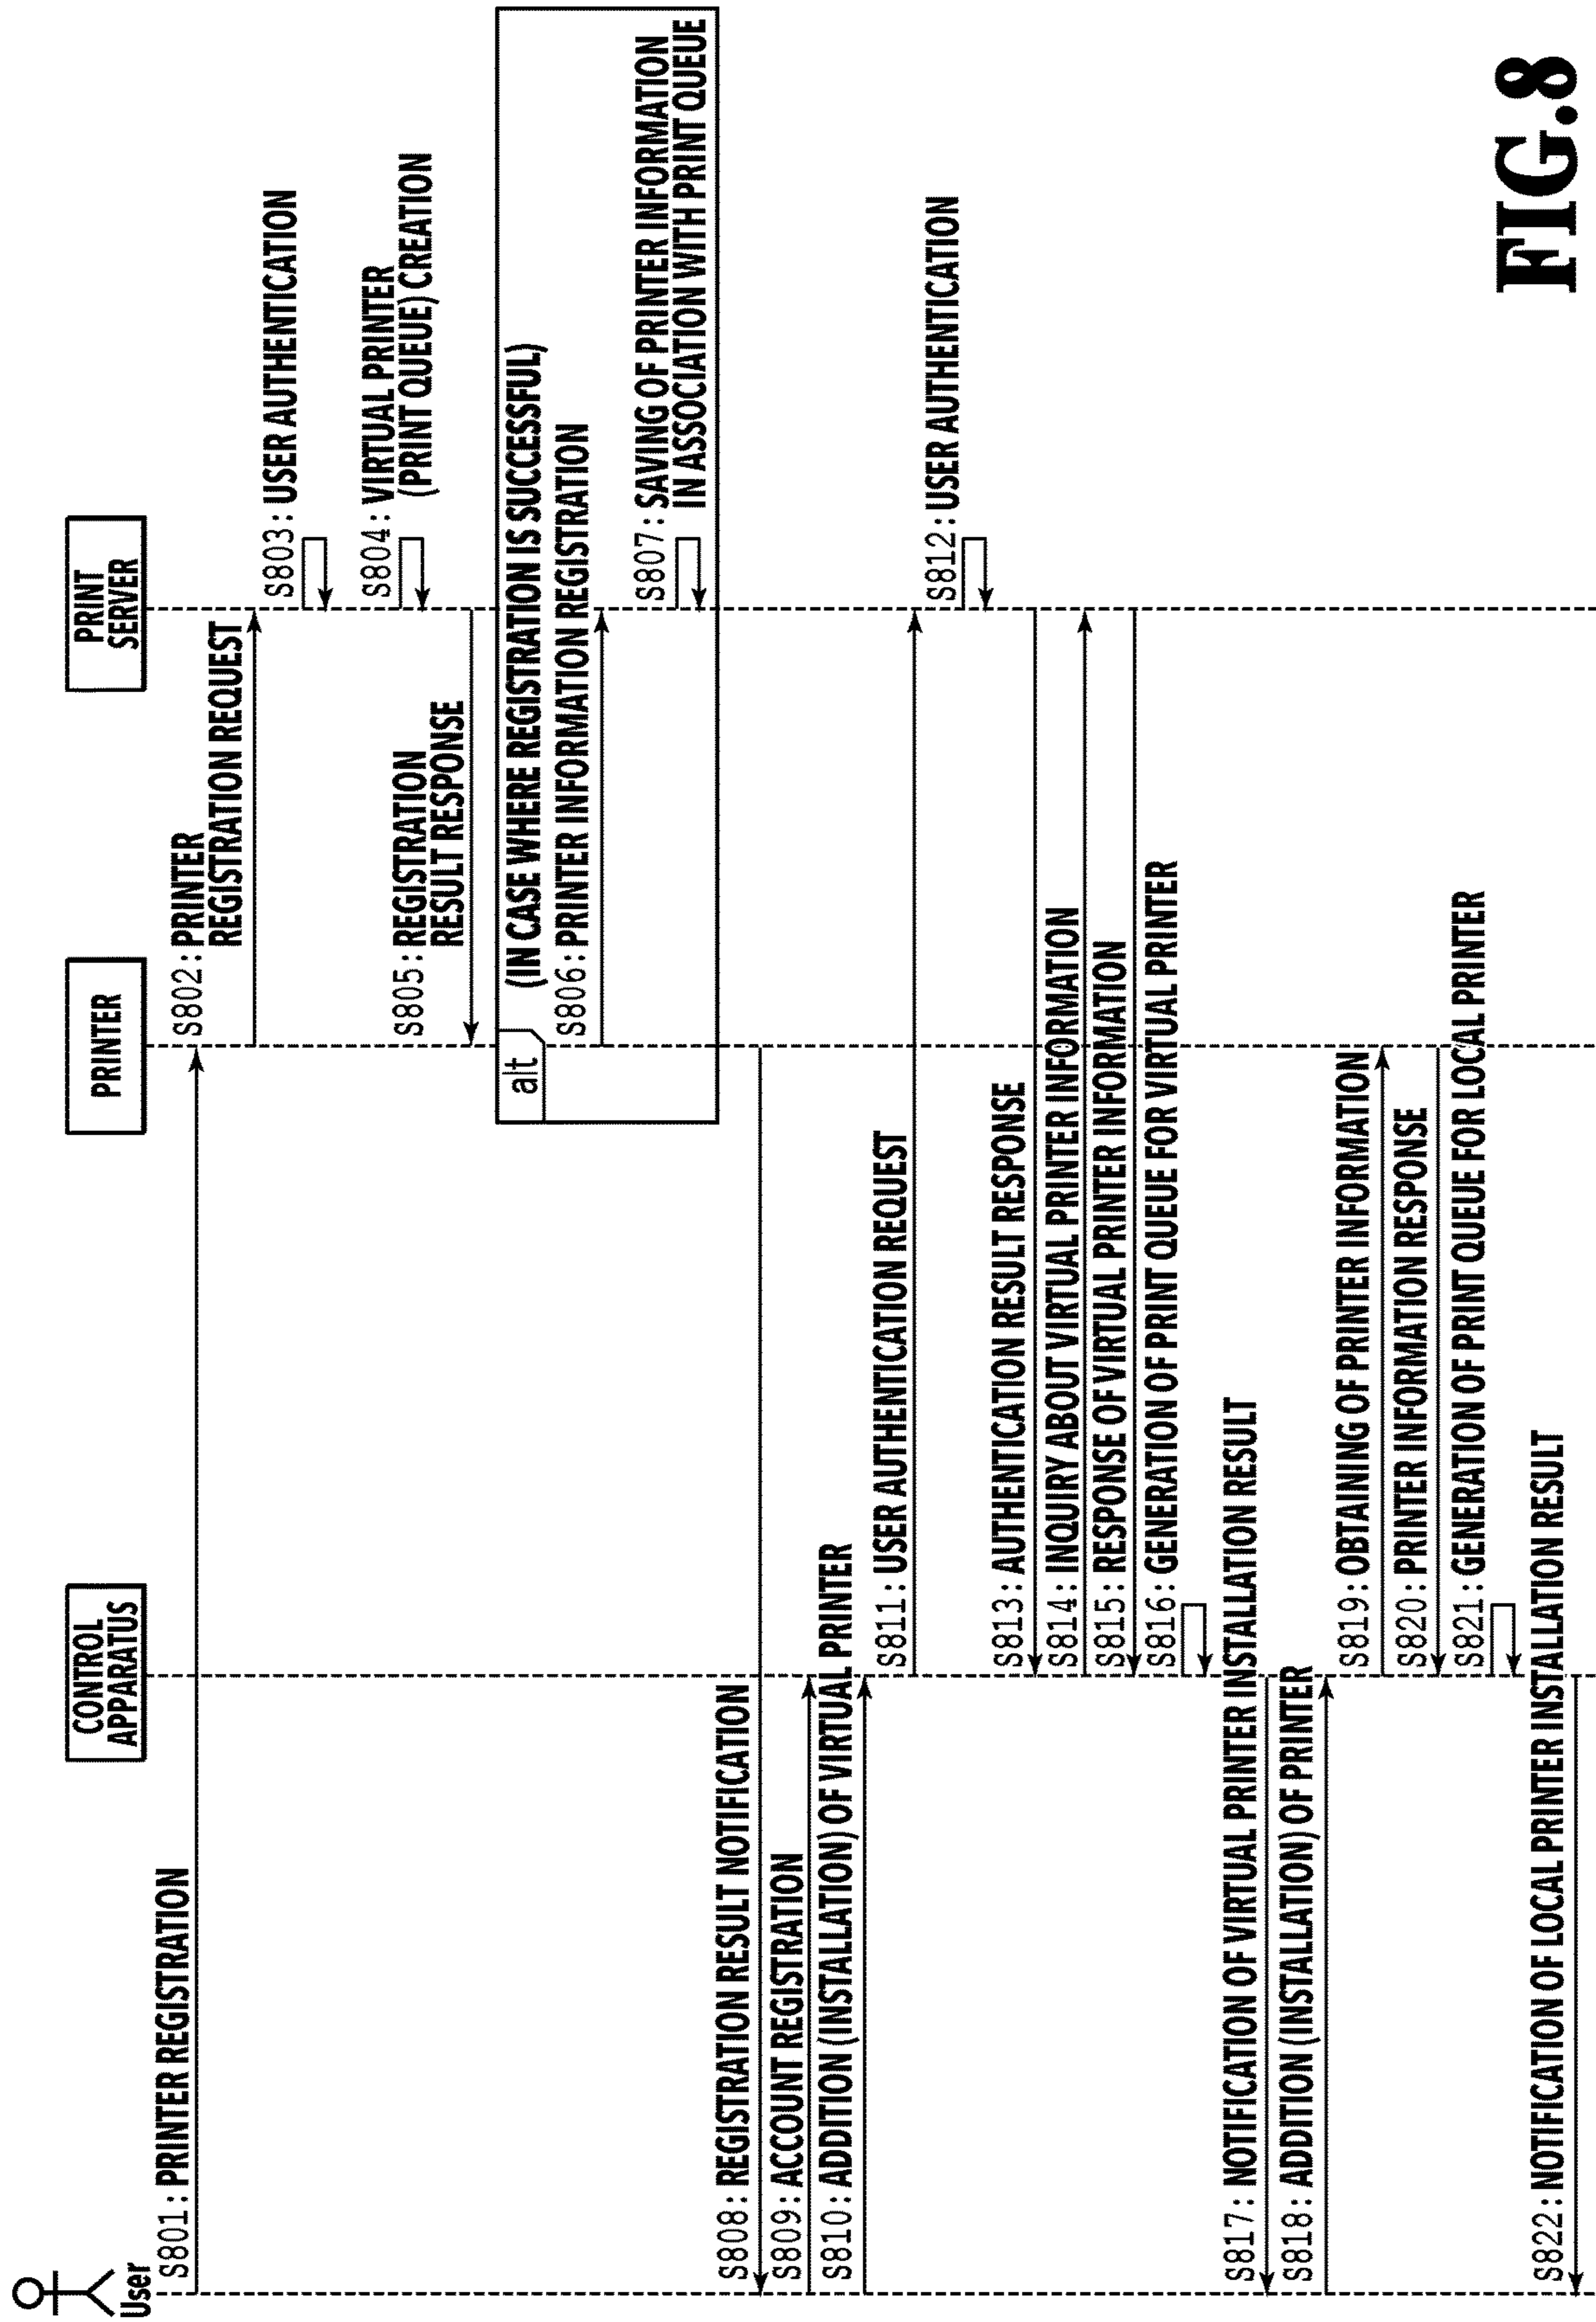 User
CONTROL
APPARATUS
PRINTER
PRINT
SERVER
S801: PRINTER REGISTRATION
S802: PRINTER
REGISTRATION REQUEST
S803: USER AUTHENTICATION
S804: VIRTUAL PRINTER
(PRINT QUEUE) CREATION
S805: REGISTRATION
RESULT RESPONSE
alt
(IN CASE WHERE REGISTRATION IS SUCCESSFUL)
S806: PRINTER INFORMATION REGISTRATION
S807: SAVING OF PRINTER INFORMATION
IN ASSOCIATION WITH PRINT QUEUE
S808: REGISTRATION RESULT NOTIFICATION
S809: ACCOUNT REGISTRATION
S810: ADDITION (INSTALLATION) OF VIRTUAL PRINTER
S811: USER AUTHENTICATION REQUEST
S812: USER AUTHENTICATION
S813: AUTHENTICATION RESULT RESPONSE
S814: INQUIRY ABOUT VIRTUAL PRINTER INFORMATION
S815: RESPONSE OF VIRTUAL PRINTER INFORMATION
S816: GENERATION OF PRINT QUEUE FOR VIRTUAL PRINTER
S817: NOTIFICATION OF VIRTUAL PRINTER INSTALLATION RESULT
S818: ADDITION (INSTALLATION) OF PRINTER
S819: OBTAINING OF PRINTER INFORMATION
S820: PRINTER INFORMATION RESPONSE
S821: GENERATION OF PRINT QUEUE FOR LOCAL PRINTER
S822: NOTIFICATION OF LOCAL PRINTER INSTALLATION RESULT
FIG.8